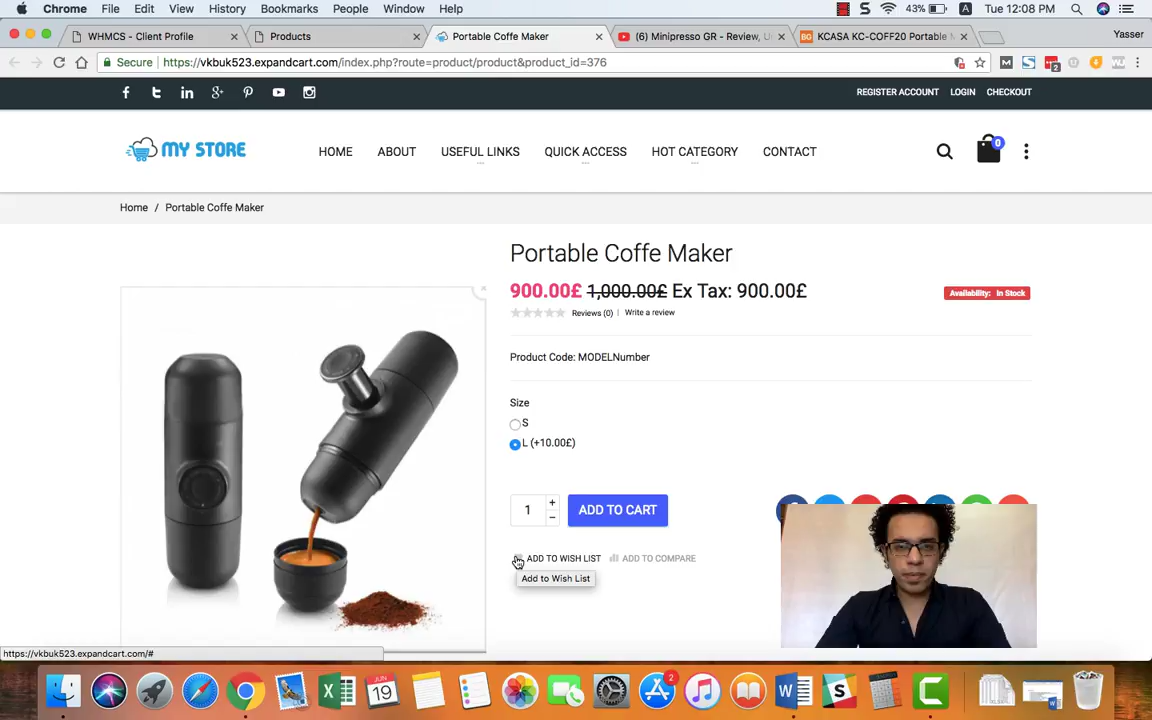 Chrome File Edit View History Bookmarks People Window Help 43% A Tue 12:08 PM
WHMCS - Client Profile Products Portable Coffe Maker (6) Minipresso GR - Review, U KCASA KC-COFF20 Portable M Yasser
Secure https://vkbuk523.expandcart.com/index.php?route=product/product&product_id=376
REGISTER ACCOUNT LOGIN CHECKOUT
MY STORE HOME ABOUT USEFUL LINKS QUICK ACCESS HOT CATEGORY CONTACT 0
Home / Portable Coffe Maker
Portable Coffe Maker
900.00£ 1,000.00£ Ex Tax: 900.00£ Availability: In Stock
Reviews (0) | Write a review
Product Code: MODELNumber
Size
S
L (+10.00£)
1 + - ADD TO CART
ADD TO WISH LIST ADD TO COMPARE
Add to Wish List
https://vkbuk523.expandcart.com/#
JUN
19
2